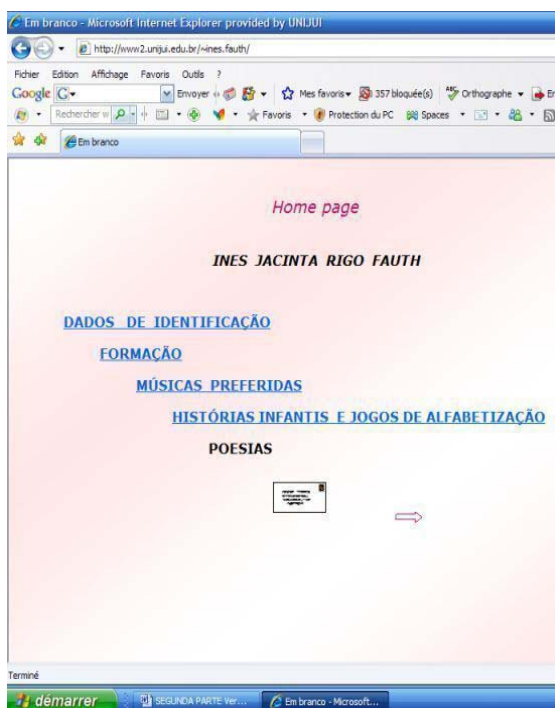 Em branco - Microsoft Internet Explorer provided by UNIJUI
http://www2.unijui.edu.br/~ines.fauth/
Fichier Edition Affichage Favoris Outils ?
Google G Envoyer Mes favoris 357 bloquée(s) Orthographe
Rechercher w Favoris Protection du PC Spaces
Em branco
Home page
INES JACINTA RIGO FAUTH
DADOS DE IDENTIFICAÇÃO
FORMAÇÃO
MÚSICAS PREFERIDAS
HISTÓRIAS INFANTIS E JOGOS DE ALFABETIZAÇÃO
POESIAS
Terminé
démarrer SEGUNDA PARTE Ver... Em branco - Microsoft...